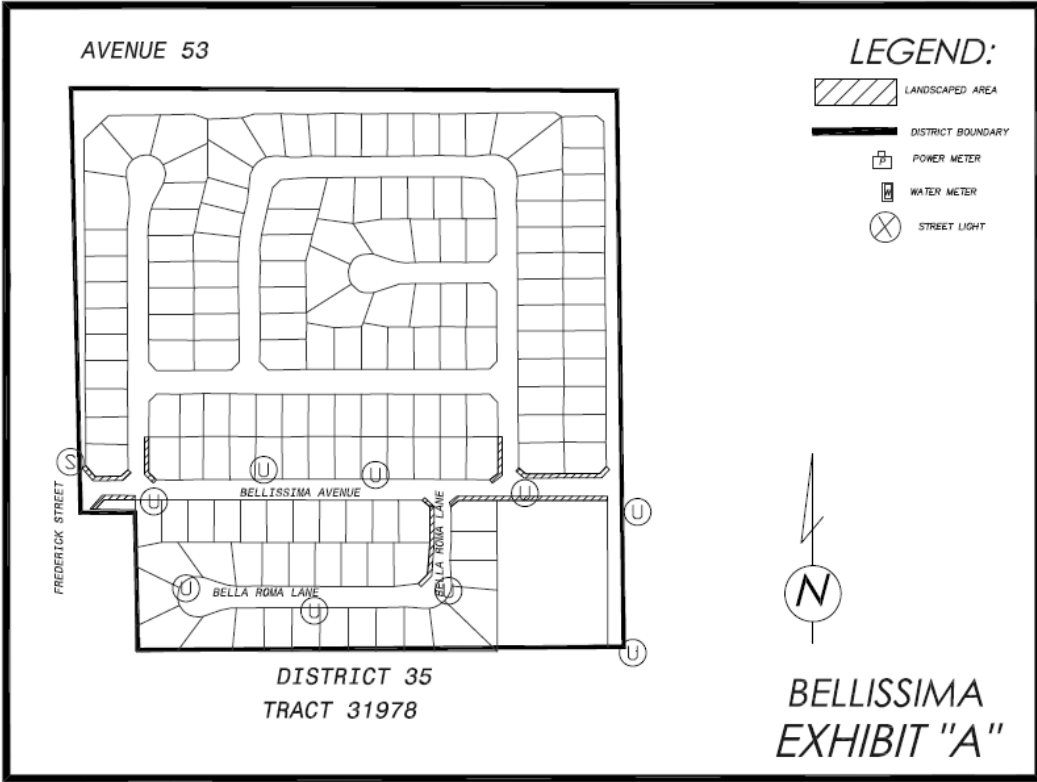 AVENUE 53
LEGEND:
LANDSCAPED AREA
DISTRICT BOUNDARY
P
POWER METER
W
WATER METER
X
STREET LIGHT
S
U
U
U
U
U
BELLISSIMA AVENUE
FREDERICK STREET
BELLA ROMA LANE
U
U
U
BELLA ROMA LANE
U
U
N
DISTRICT 35
TRACT 31978
BELLISSIMA
EXHIBIT "A"